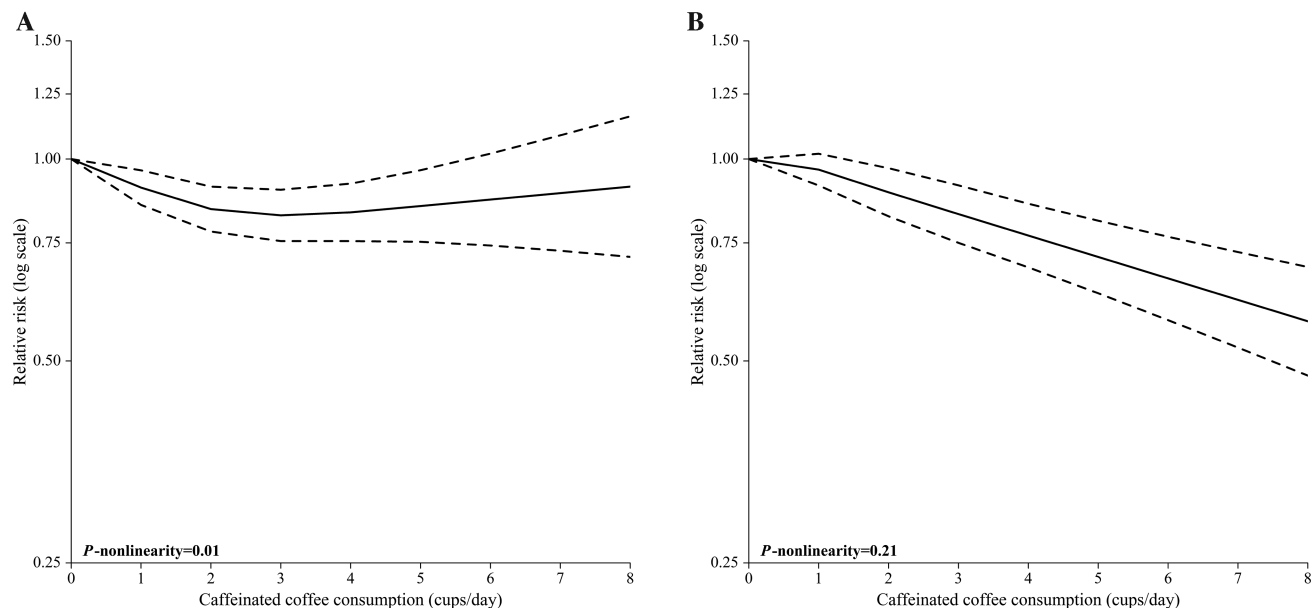 A
1.50
1.25
1.00
0.75
0.50
0.25
Relative risk (log scale)
P-nonlinearity=0.01
0 1 2 3 4 5 6 7 8
Caffeinated coffee consumption (cups/day)
B
1.50
1.25
1.00
0.75
0.50
0.25
Relative risk (log scale)
P-nonlinearity=0.21
0 1 2 3 4 5 6 7 8
Caffeinated coffee consumption (cups/day)